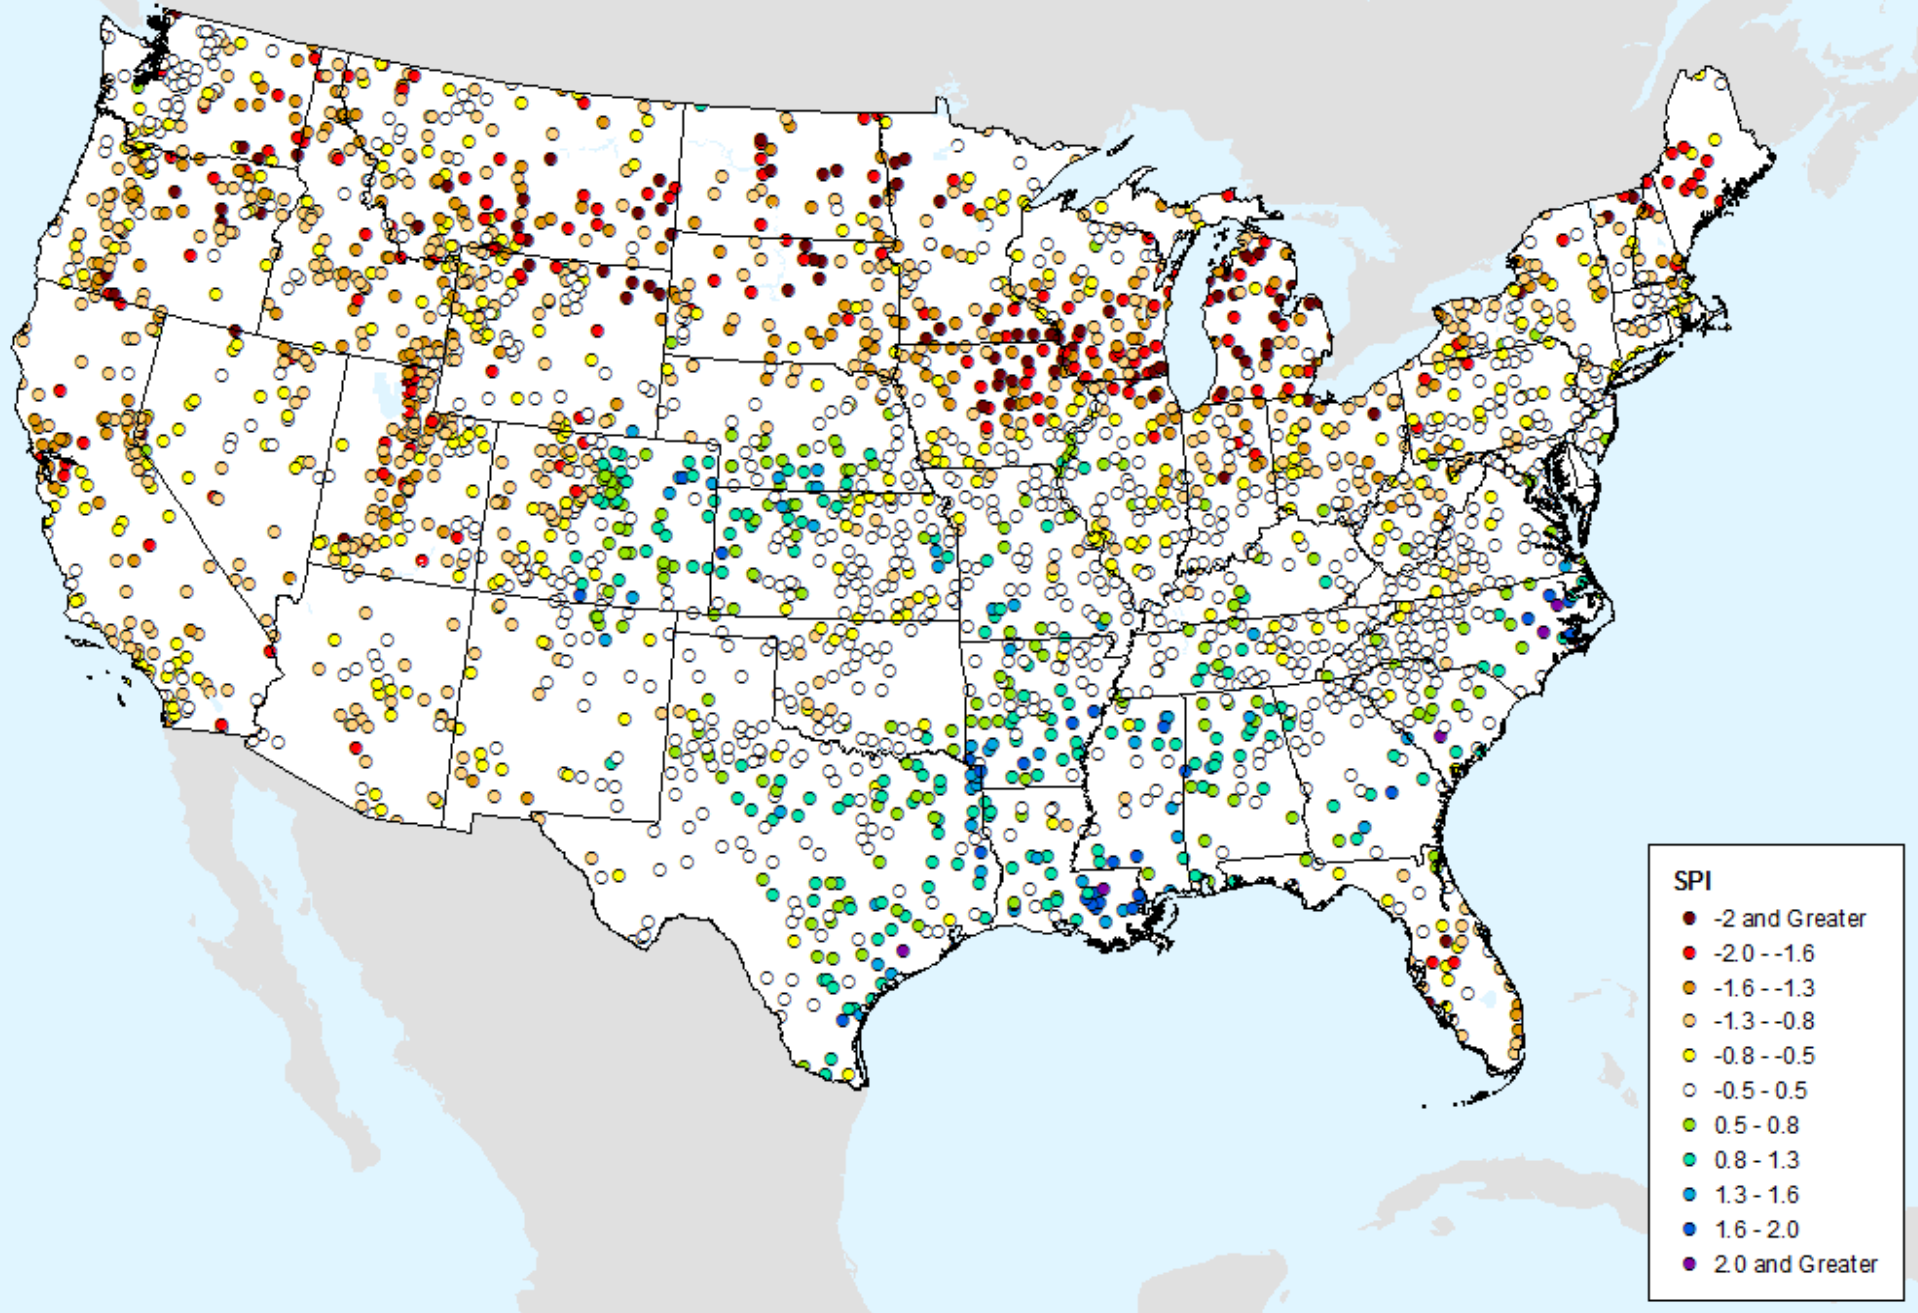 SPI
-2 and Greater
-2.0 - -1.6
-1.6 - -1.3
-1.3 - -0.8
-0.8 - -0.5
-0.5 - 0.5
0.5 - 0.8
0.8 - 1.3
1.3 - 1.6
1.6 - 2.0
2.0 and Greater